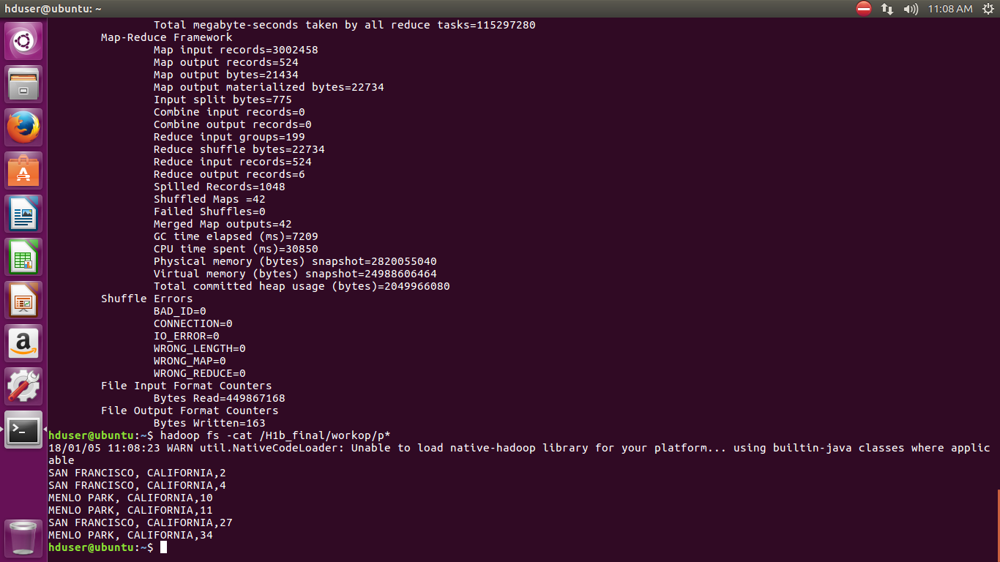 hduser@ubuntu: ~
11:08 AM
Total megabyte-seconds taken by all reduce tasks=115297280
Map-Reduce Framework
Map input records=3002458
Map output records=524
Map output bytes=21434
Map output materialized bytes=22734
Input split bytes=775
Combine input records=0
Combine output records=0
Reduce input groups=199
Reduce shuffle bytes=22734
Reduce input records=524
Reduce output records=6
Spilled Records=1048
Shuffled Maps =42
Failed Shuffles=0
Merged Map outputs=42
GC time elapsed (ms)=7209
CPU time spent (ms)=30850
Physical memory (bytes) snapshot=2820055040
Virtual memory (bytes) snapshot=24988606464
Total committed heap usage (bytes)=2049966080
Shuffle Errors
BAD_ID=0
CONNECTION=0
IO_ERROR=0
WRONG_LENGTH=0
WRONG_MAP=0
WRONG_REDUCE=0
File Input Format Counters
Bytes Read=449867168
File Output Format Counters
Bytes Written=163
hduser@ubuntu:~$ hadoop fs -cat /H1b_final/workop/p*
18/01/05 11:08:23 WARN util.NativeCodeLoader: Unable to load native-hadoop library for your platform... using builtin-java classes where applic
able
SAN FRANCISCO, CALIFORNIA,2
SAN FRANCISCO, CALIFORNIA,4
MENLO PARK, CALIFORNIA,10
MENLO PARK, CALIFORNIA,11
SAN FRANCISCO, CALIFORNIA,27
MENLO PARK, CALIFORNIA,34
hduser@ubuntu:~$